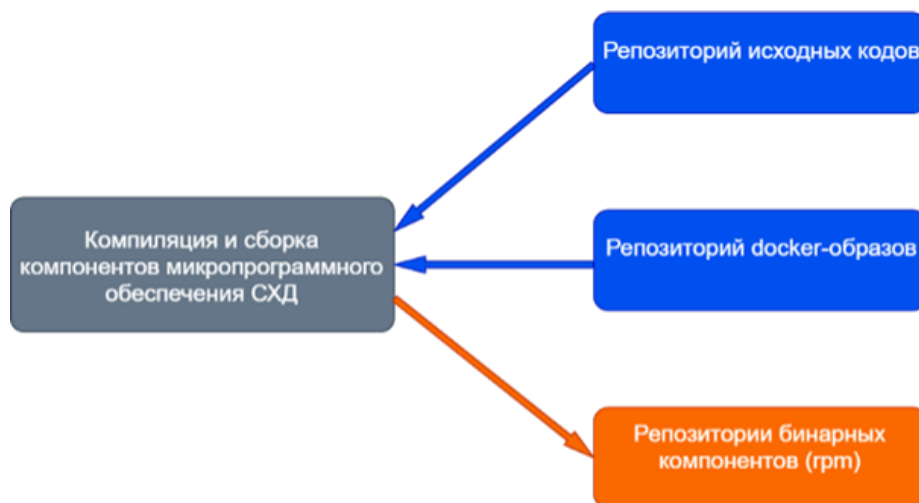 Репозиторий исходных кодов
Компиляция и сборка
компонентов микропрограммного
обеспечения СХД
Репозиторий docker-образов
Репозитории бинарных
компонентов (rpm)